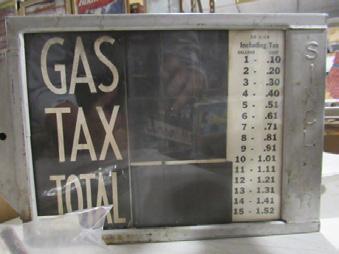 GAS
TAX
TOTAL
Including Tax
GALLONS COST
1 - .10
2 - .20
3 - .30
4 - .40
5 - .51
6 - .61
7 - .71
8 - .81
9 - .91
10 - 1.01
11 - 1.11
12 - 1.21
13 - 1.31
14 - 1.41
15 - 1.52